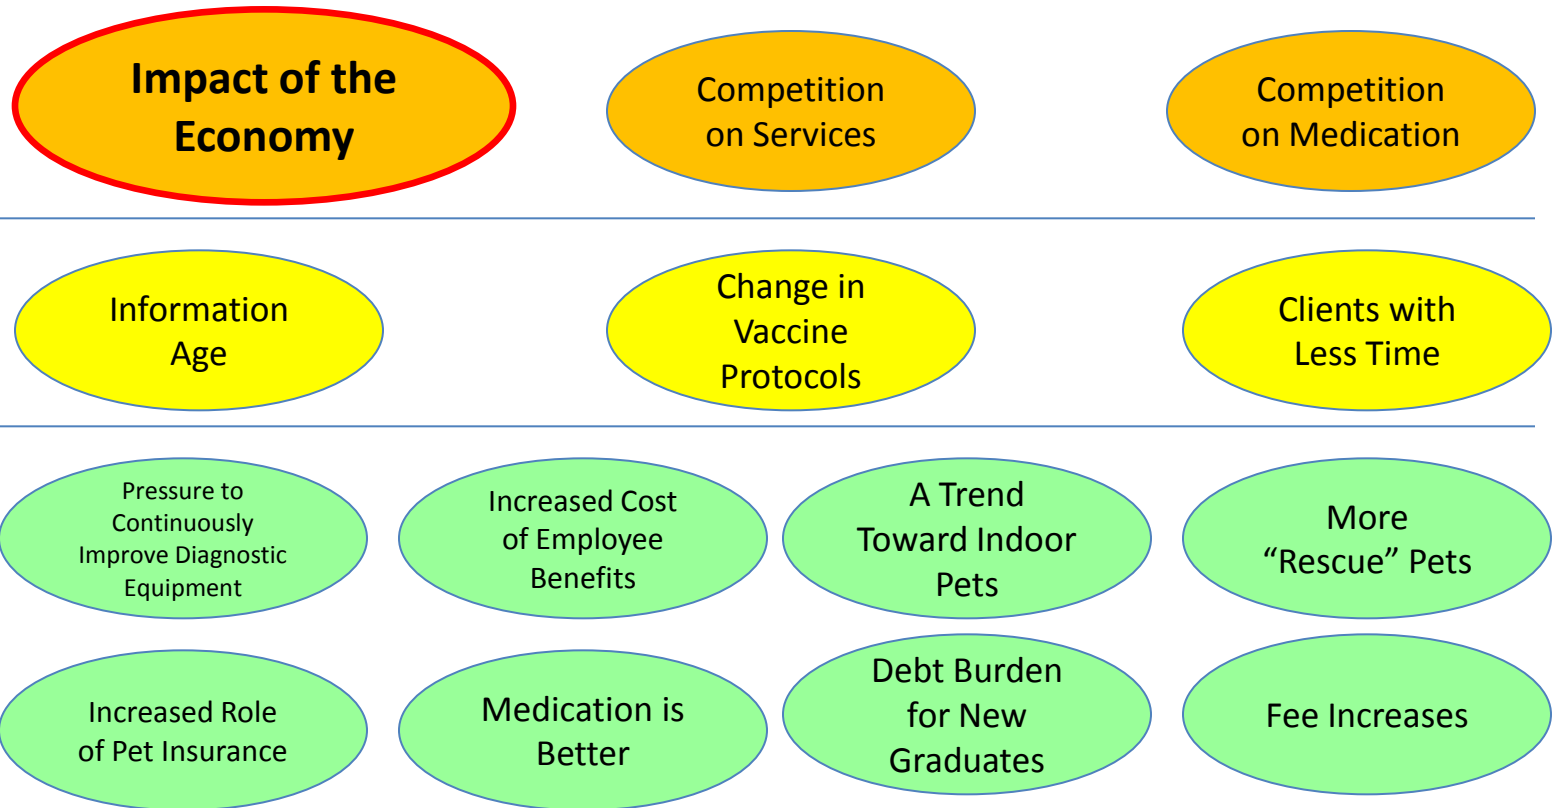 Impact of the
Economy
Competition
on Services
Competition
on Medication
Information
Age
Change in
Vaccine
Protocols
Clients with
Less Time
Pressure to
Continuously
Improve Diagnostic
Equipment
Increased Cost
of Employee
Benefits
A Trend
Toward Indoor
Pets
More
“Rescue” Pets
Increased Role
of Pet Insurance
Medication is
Better
Debt Burden
for New
Graduates
Fee Increases